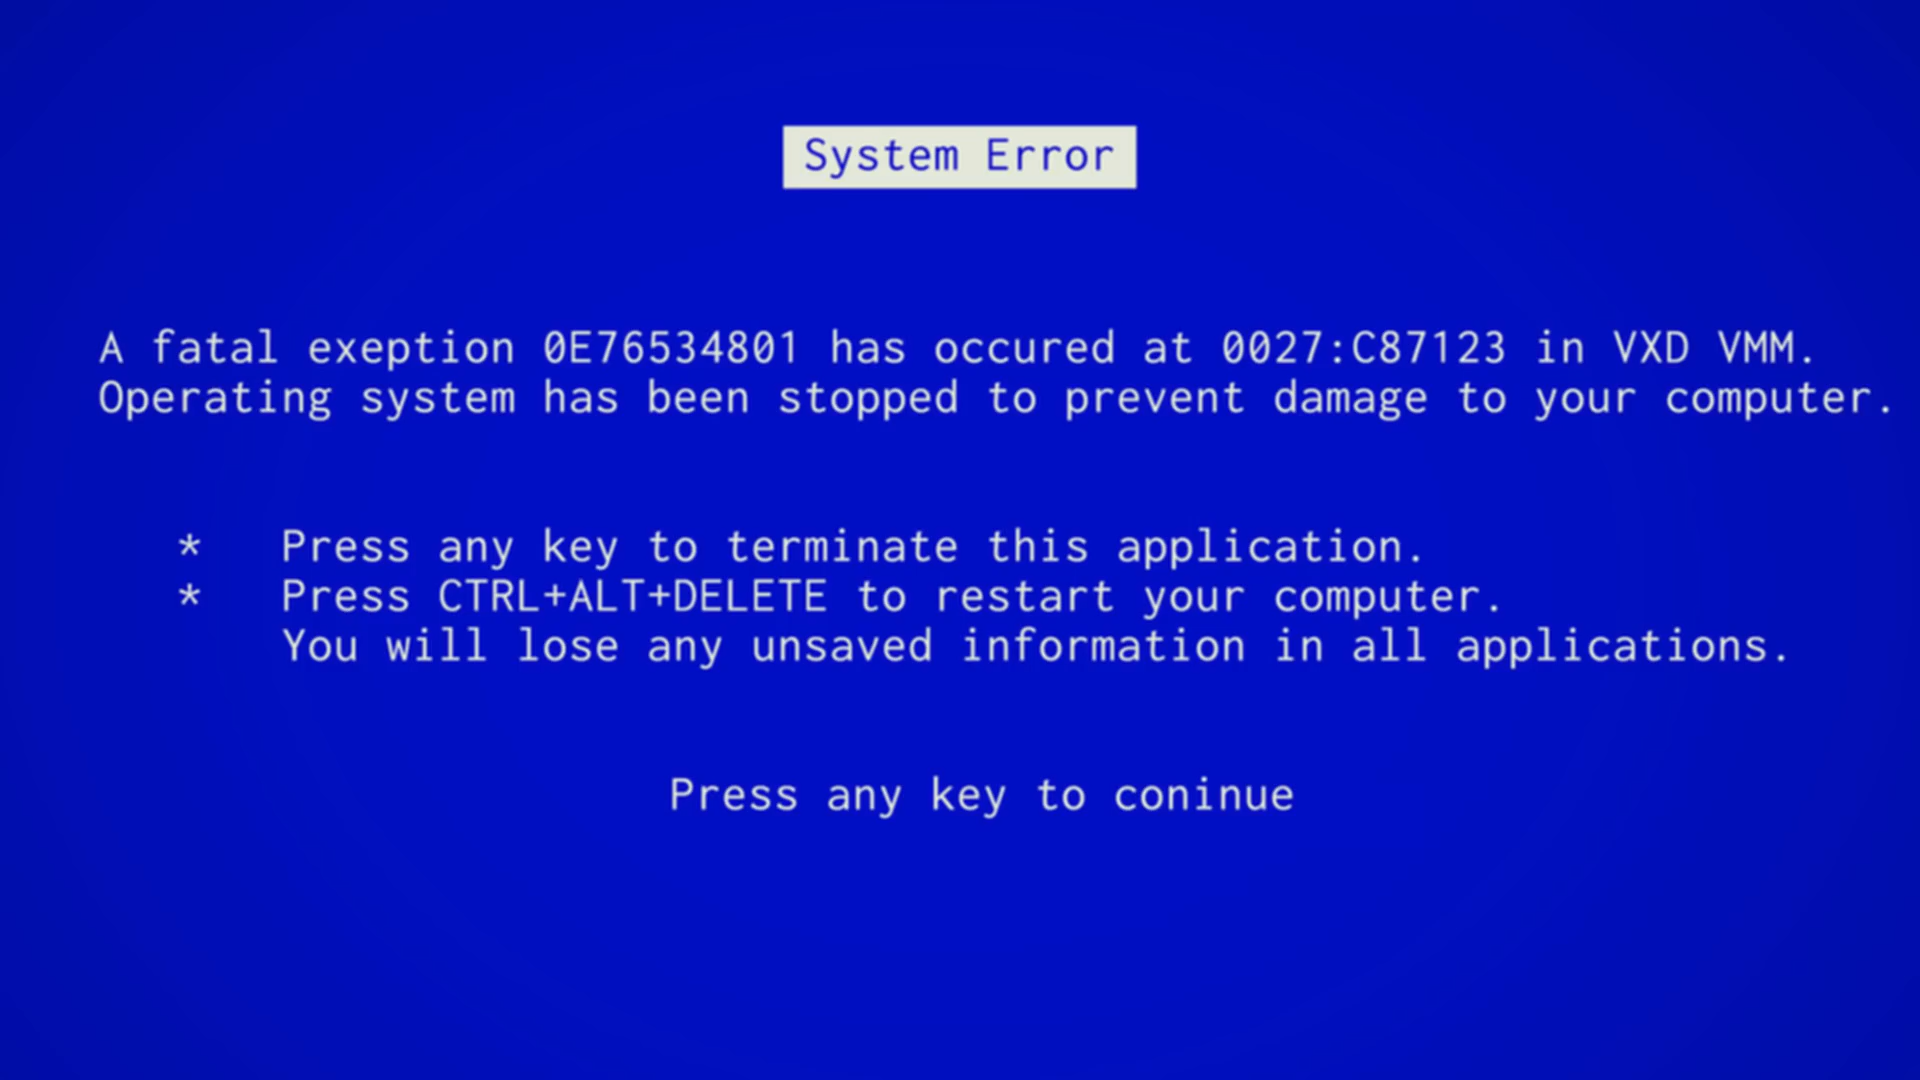 System Error
A fatal exeption 0E76534801 has occured at 0027:C87123 in VXD VMM.
Operating system has been stopped to prevent damage to your computer.
* Press any key to terminate this application.
* Press CTRL+ALT+DELETE to restart your computer.
You will lose any unsaved information in all applications.
Press any key to coninue